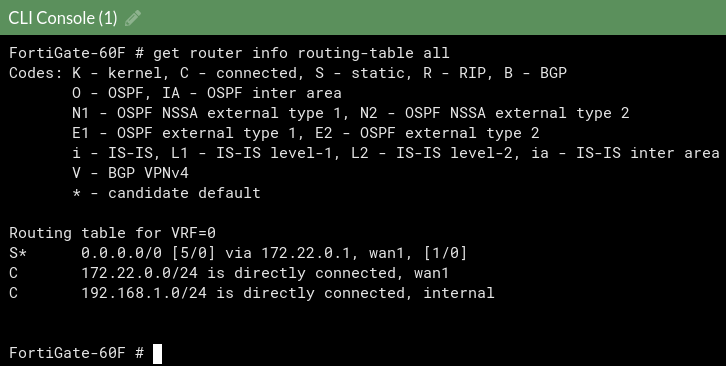 CLI Console (1)
FortiGate-60F # get router info routing-table all
Codes: K - kernel, C - connected, S - static, R - RIP, B - BGP
       O - OSPF, IA - OSPF inter area
       N1 - OSPF NSSA external type 1, N2 - OSPF NSSA external type 2
       E1 - OSPF external type 1, E2 - OSPF external type 2
       i - IS-IS, L1 - IS-IS level-1, L2 - IS-IS level-2, ia - IS-IS inter area
       V - BGP VPNv4
       * - candidate default

Routing table for VRF=0
S*      0.0.0.0/0 [5/0] via 172.22.0.1, wan1, [1/0]
C       172.22.0.0/24 is directly connected, wan1
C       192.168.1.0/24 is directly connected, internal

FortiGate-60F #